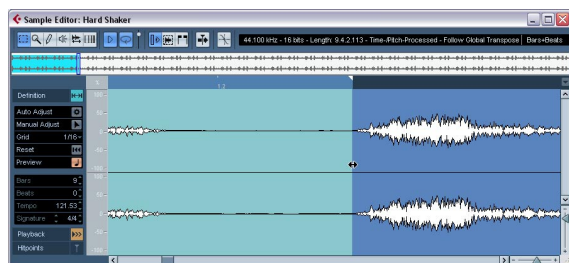 Sample Editor: Hard Shaker
44.100 kHz - 16 bits - Length: 9.4.2.113 - Time-/Pitch-Processed - Follow Global Transpose Bars+Beats
Definition
1.2
Auto Adjust
Manual Adjust
Grid 1/16
Reset
Preview
Bars 9
Beats 0
Tempo 121.53
Signature 4/4
Playback
Hitpoints